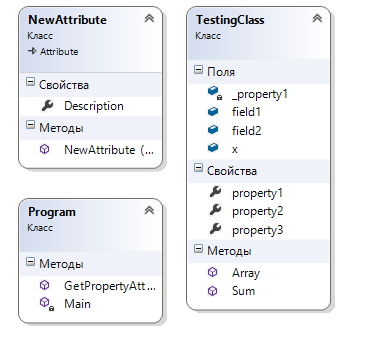 NewAttribute
Класс
Attribute
Свойства
Description
Методы
NewAttribute (...
Program
Класс
Методы
GetPropertyAtt...
Main
TestingClass
Класс
Поля
_property1
field1
field2
x
Свойства
property1
property2
property3
Методы
Array
Sum